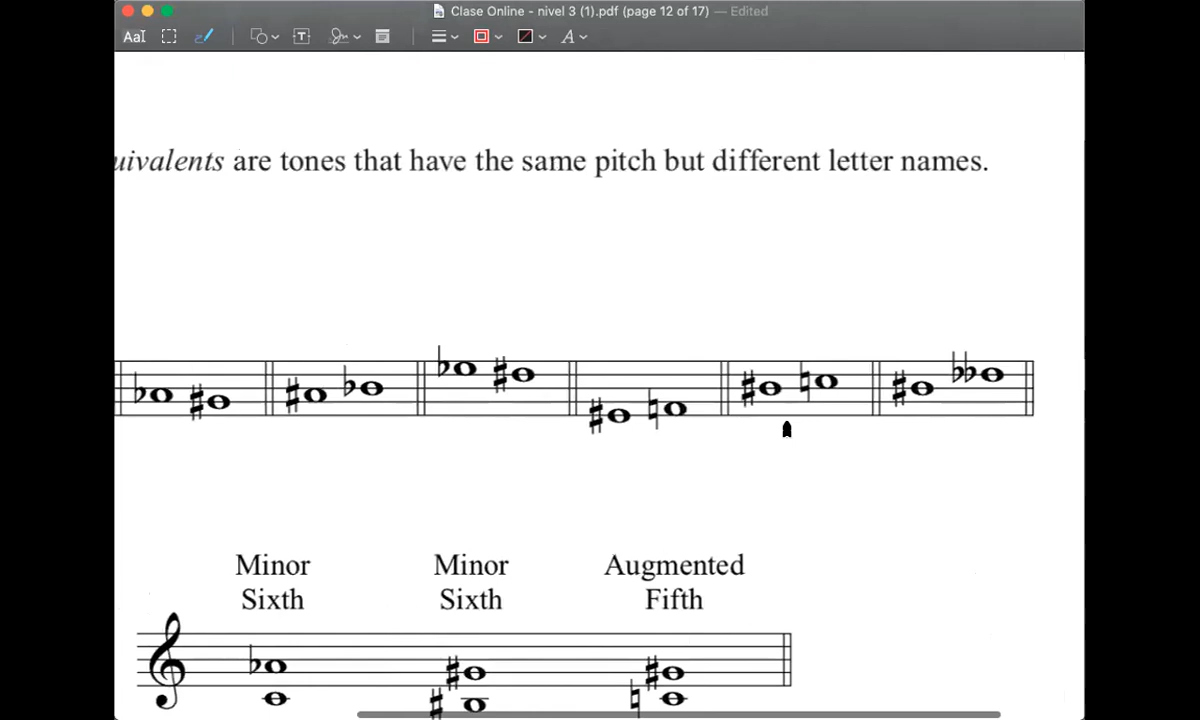 Clase Online - nivel 3 (1).pdf (page 12 of 17) — Edited
AaI T A
uivalents are tones that have the same pitch but different letter names.
Minor Minor Augmented
Sixth Sixth Fifth